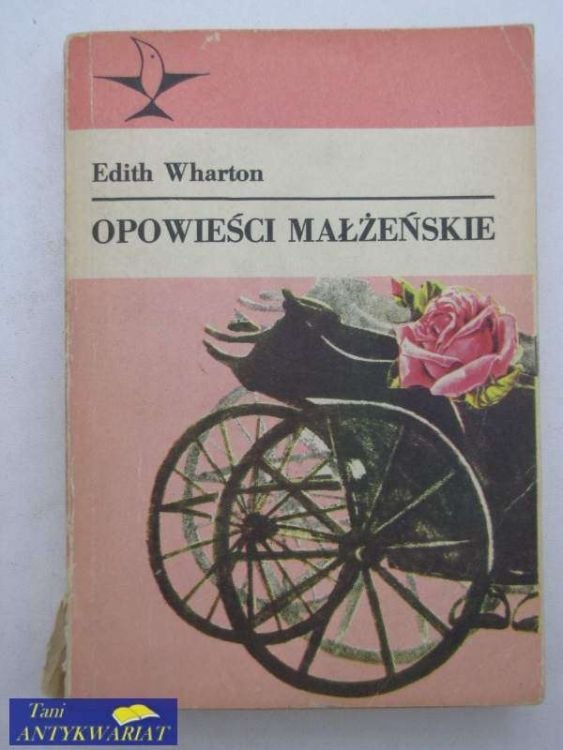 Edith Wharton
OPOWIEŚCI MAŁŻEŃSKIE
Tani
ANTYKWARIAT